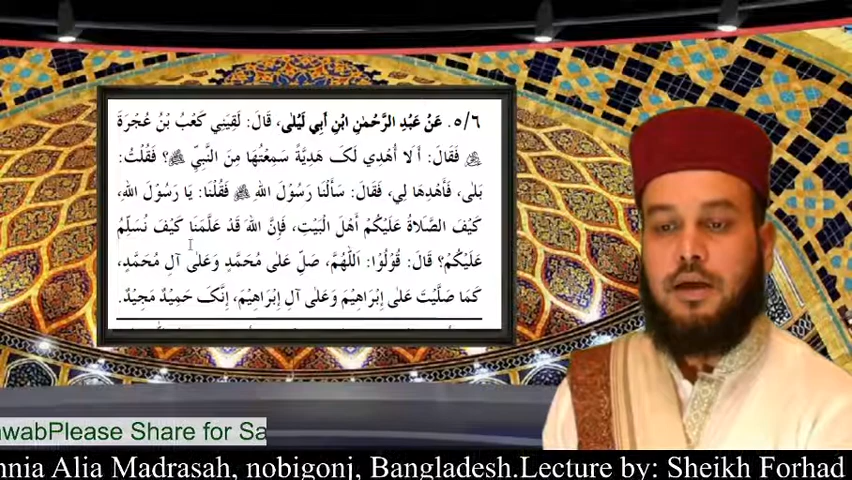 ٥/٦. عَنْ عَبْدِ الرَّحْمٰنِ ابْنِ أَبِي لَيْلٰى، قَالَ: لَقِيَنِي كَعْبُ بْنُ عُجْرَةَ
ﷺ فَقَالَ: أَلَا أُهْدِي لَکَ هَدِيَّةً سَمِعْتُهَا مِنَ النَّبِيِّ ﷺ؟ فَقُلْتُ:
بَلٰى، فَأَهْدِهَا لِي، فَقَالَ: سَأَلْنَا رَسُوْلَ اللهِ ﷺ فَقُلْنَا: يَا رَسُوْلَ اللهِ،
كَيْفَ الصَّلَاةُ عَلَيْكُمْ أَهْلَ الْبَيْتِ، فَإِنَّ اللهَ قَدْ عَلَّمَنَا كَيْفَ نُسَلِّمُ
عَلَيْكُمْ؟ قَالَ: قُوْلُوْا: اَللّٰهُمَّ، صَلِّ عَلٰى مُحَمَّدٍ وَعَلٰى آلِ مُحَمَّدٍ،
كَمَا صَلَّيْتَ عَلٰى إِبْرَاهِيْمَ وَعَلٰى آلِ إِبْرَاهِيْمَ، إِنَّکَ حَمِيْدٌ مَجِيْدٌ.
awabPlease Share for Sa
nnia Alia Madrasah, nobigonj, Bangladesh.Lecture by: Sheikh Forhad